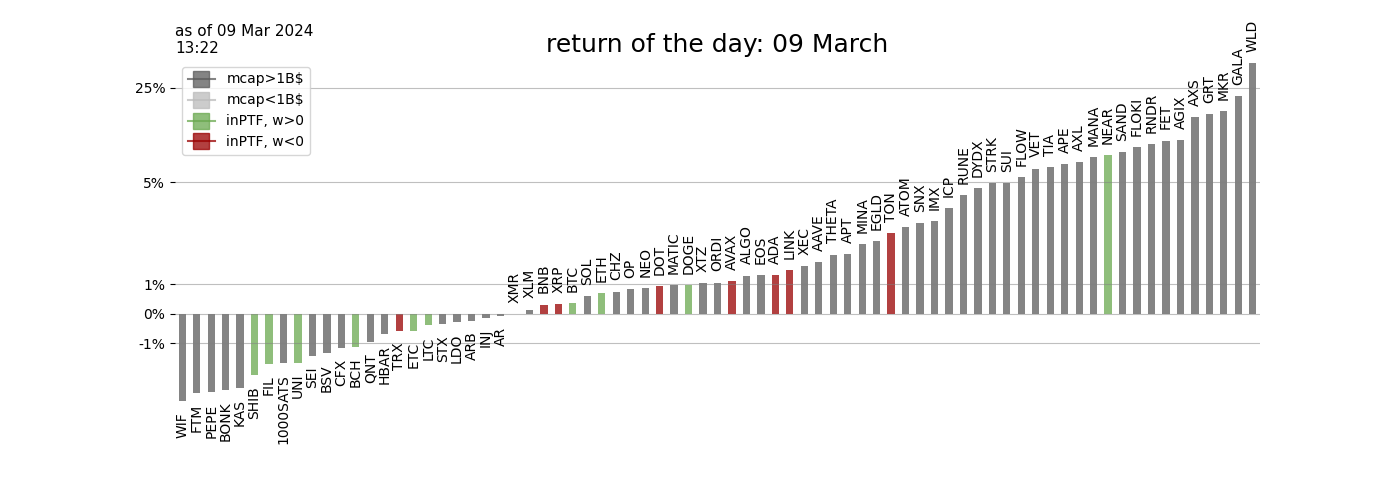 as of 09 Mar 2024
13:22
return of the day: 09 March
mcap>1B$
mcap<1B$
inPTF, w>0
inPTF, w<0
25%
5%
1%
0%
-1%
WIF
FTM
PEPE
BONK
KAS
SHIB
FIL
1000SATS
UNI
SEI
BSV
CFX
BCH
QNT
HBAR
TRX
ETC
LTC
STX
LDO
ARB
INJ
AR
XMR
XLM
BNB
XRP
BTC
SOL
ETH
CHZ
OP
NEO
DOT
MATIC
DOGE
XTZ
ORDI
AVAX
ALGO
EOS
ADA
LINK
XEC
AAVE
THETA
APT
MINA
EGLD
TON
ATOM
SNX
IMX
ICP
RUNE
DYDX
STRK
SUI
FLOW
VET
TIA
APE
AXL
MANA
NEAR
SAND
FLOKI
RNDR
FET
AGIX
AXS
GRT
MKR
GALA
WLD